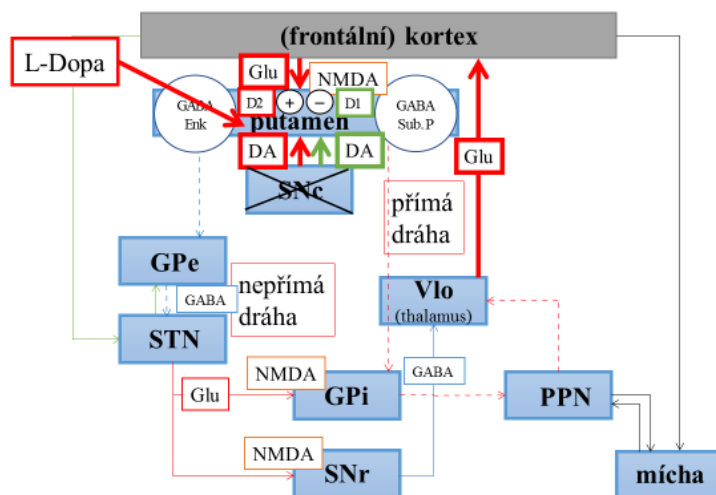 (frontální) kortex
L-Dopa
Glu
NMDA
GABA
Enk
D2
+
−
D1
GABA
Sub. P
putamen
DA
DA
Glu
SNc
přímá
dráha
GPe
nepřímá
dráha
GABA
Vlo
(thalamus)
STN
GABA
NMDA
Glu
GPi
PPN
NMDA
SNr
mícha